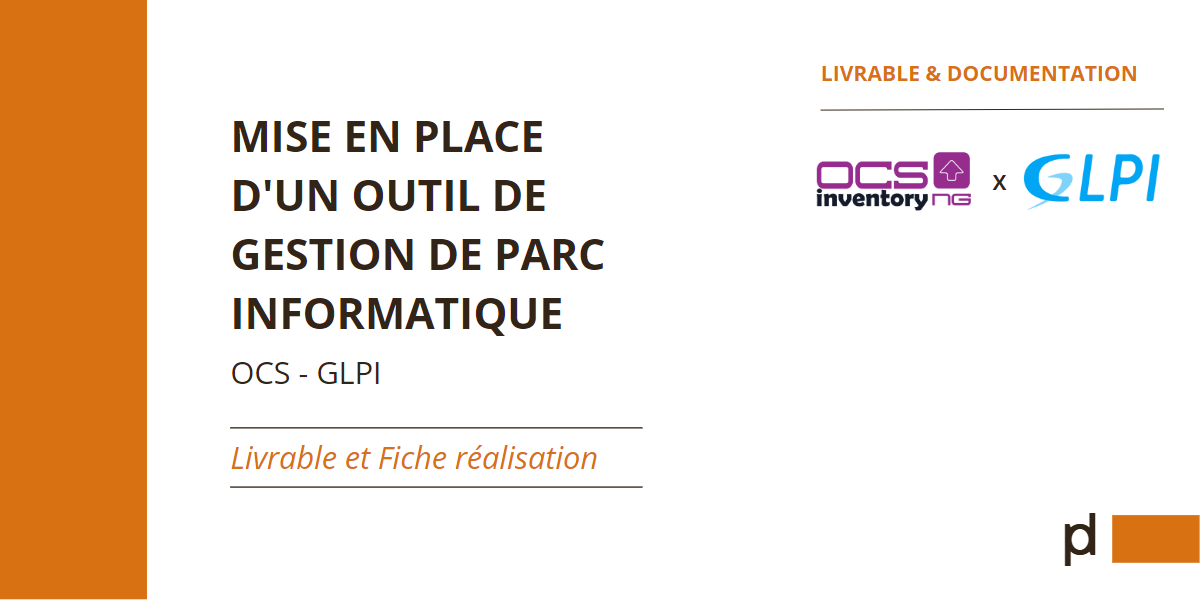 LIVRABLE & DOCUMENTATION
OCS
inventory NG
x
GLPI
MISE EN PLACE
D'UN OUTIL DE
GESTION DE PARC
INFORMATIQUE
OCS - GLPI
Livrable et Fiche réalisation
pd